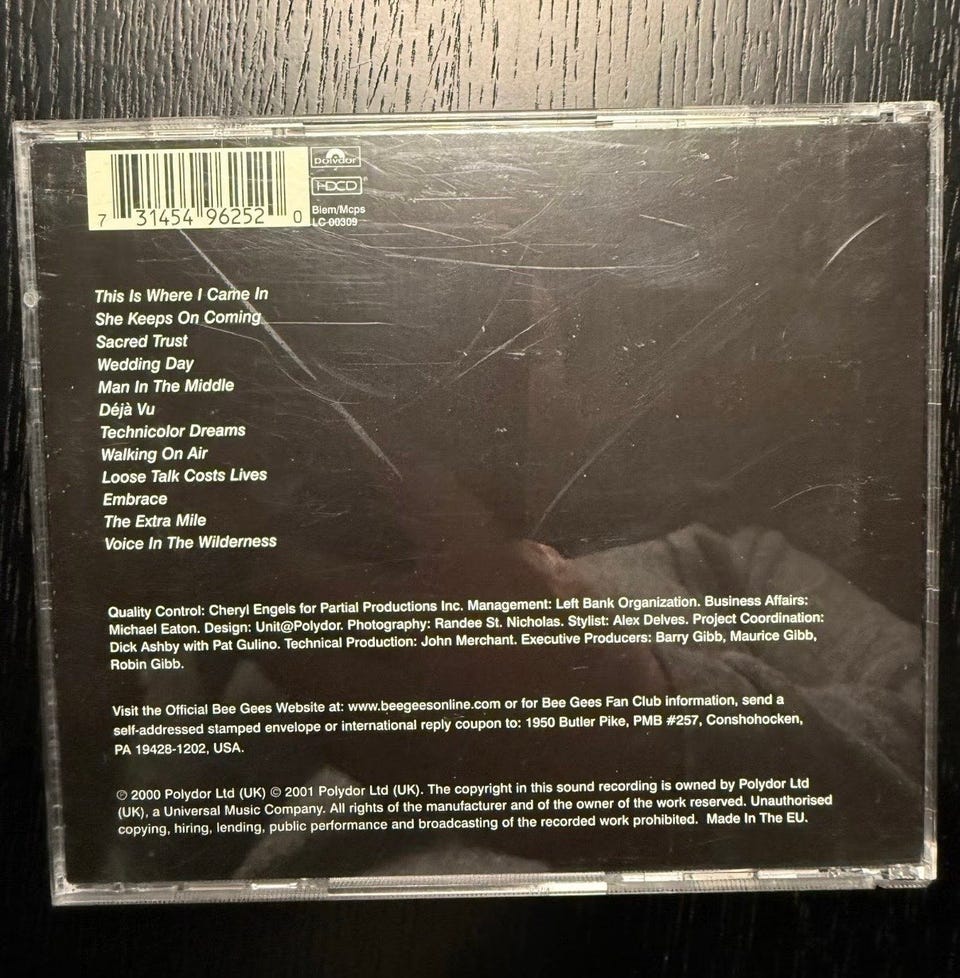 7 31454 96252 0
Polydor
HDCD
Biem/Mcps
LC 00309
This Is Where I Came In
She Keeps On Coming
Sacred Trust
Wedding Day
Man In The Middle
Déjà Vu
Technicolor Dreams
Walking On Air
Loose Talk Costs Lives
Embrace
The Extra Mile
Voice In The Wilderness
Quality Control: Cheryl Engels for Partial Productions Inc. Management: Left Bank Organization. Business Affairs:
Michael Eaton. Design: Unit@Polydor. Photography: Randee St. Nicholas. Stylist: Alex Delves. Project Coordination:
Dick Ashby with Pat Gulino. Technical Production: John Merchant. Executive Producers: Barry Gibb, Maurice Gibb,
Robin Gibb.
Visit the Official Bee Gees Website at: www.beegeesonline.com or for Bee Gees Fan Club information, send a
self-addressed stamped envelope or international reply coupon to: 1950 Butler Pike, PMB #257, Conshohocken,
PA 19428-1202, USA.
℗ 2000 Polydor Ltd (UK) © 2001 Polydor Ltd (UK). The copyright in this sound recording is owned by Polydor Ltd
(UK), a Universal Music Company. All rights of the manufacturer and of the owner of the work reserved. Unauthorised
copying, hiring, lending, public performance and broadcasting of the recorded work prohibited. Made In The EU.